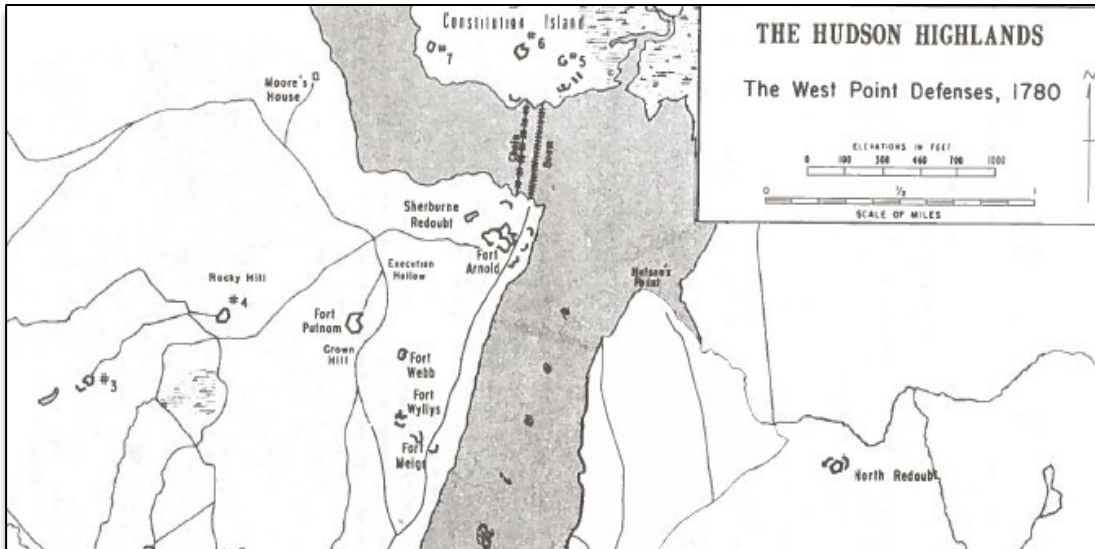 THE HUDSON HIGHLANDS
The West Point Defenses, 1780
ELEVATIONS IN FEET
0 100 300 460 700 1000
0 ½ 1
SCALE OF MILES
N
Constitution Island
#7
#6
#5
Moore's
House
Chain
Boom
Sherburne
Redoubt
Fort
Arnold
Execution
Hollow
Nelson's
Point
Rocky Hill
#4
Fort
Putnam
Crown
Hill
Fort
Webb
#3
Fort
Wyllys
Fort
Meigs
North Redoubt